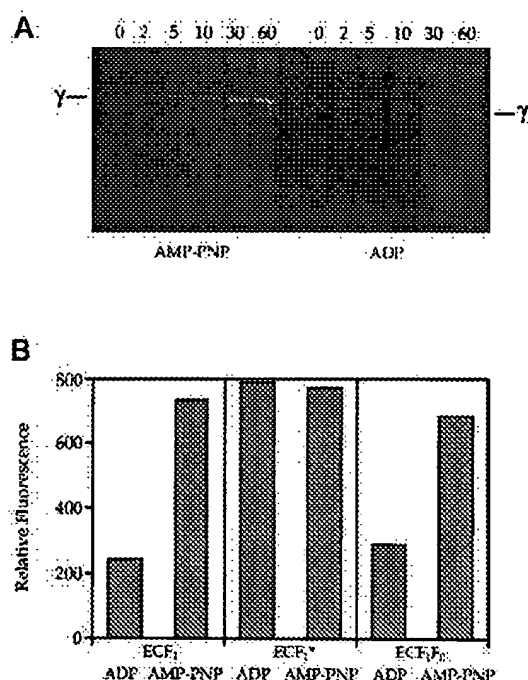 A
0 2 5 10 30 60 0 2 5 10 30 60
γ
γ
AMP-PNP ADP
B
Relative Fluorescence
800
600
400
200
0
ECF₁ ECF₁* ECF₁F₀
ADP AMP-PNP ADP AMP-PNP ADP AMP-PNP